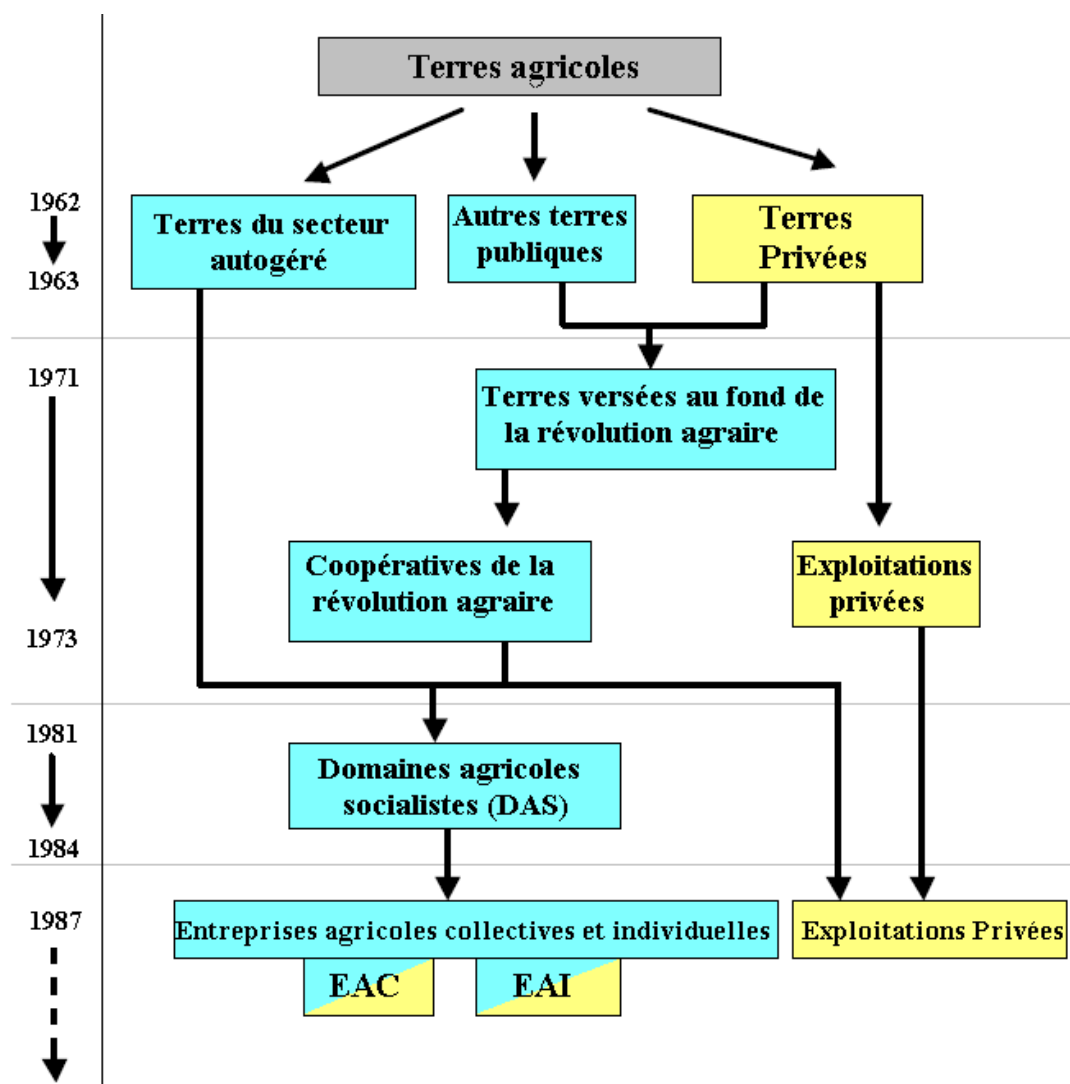 Terres agricoles
1962
1963
Terres du secteur
autogéré
Autres terres
publiques
Terres
Privées
1971
1973
Terres versées au fond de
la révolution agraire
Coopératives de la
révolution agraire
Exploitations
privées
1981
1984
Domaines agricoles
socialistes (DAS)
1987
Entreprises agricoles collectives et individuelles
Exploitations Privées
EAC
EAI